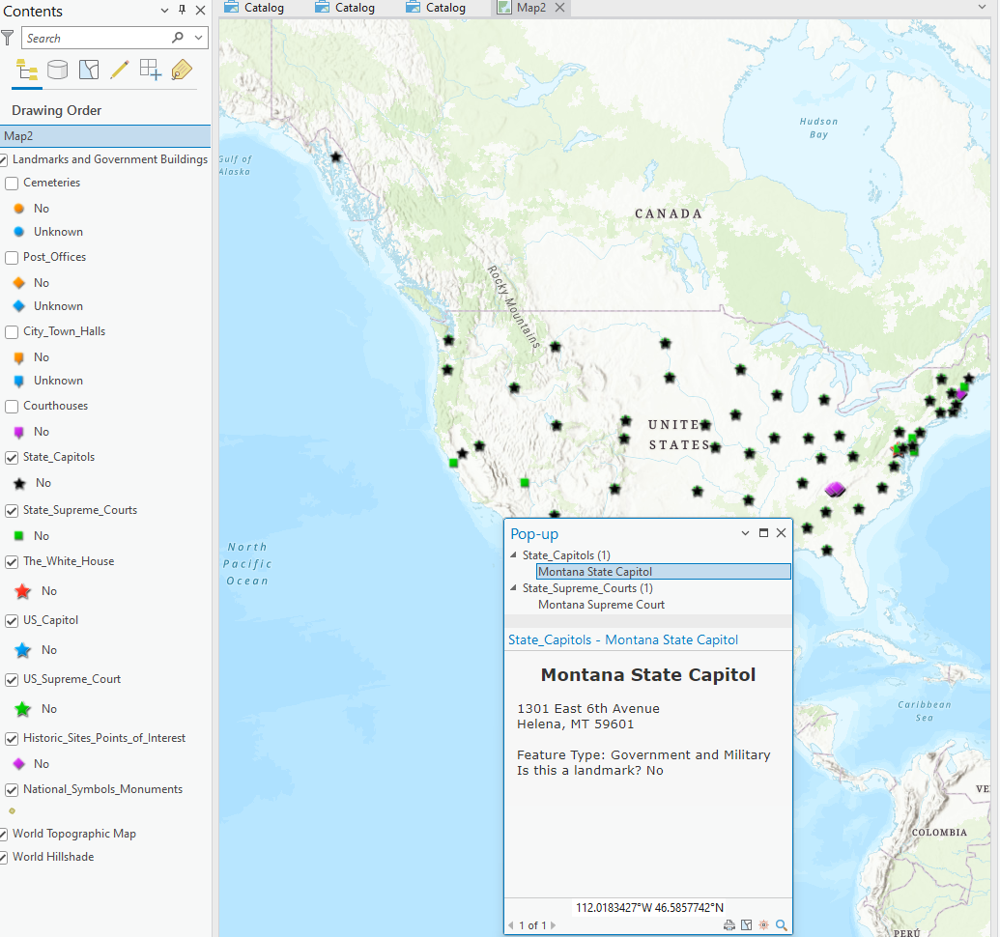 Contents
Search
Drawing Order
Map2
Landmarks and Government Buildings
Cemeteries
No
Unknown
Post_Offices
No
Unknown
City_Town_Halls
No
Unknown
Courthouses
No
State_Capitols
No
State_Supreme_Courts
No
The_White_House
No
US_Capitol
No
US_Supreme_Court
No
Historic_Sites_Points_of_Interest
No
National_Symbols_Monuments
World Topographic Map
World Hillshade
Catalog
Catalog
Catalog
Map2
Hudson
Bay
Gulf of
Alaska
CANADA
Rocky Mountains
UNITE
STATES
North
Pacific
Ocean
Caribbean
Sea
VE
COLOMBIA
PERÚ
Pop-up
State_Capitols (1)
Montana State Capitol
State_Supreme_Courts (1)
Montana Supreme Court
State_Capitols - Montana State Capitol
Montana State Capitol
1301 East 6th Avenue
Helena, MT 59601
Feature Type: Government and Military
Is this a landmark? No
112.0183427°W 46.5857742°N
1 of 1